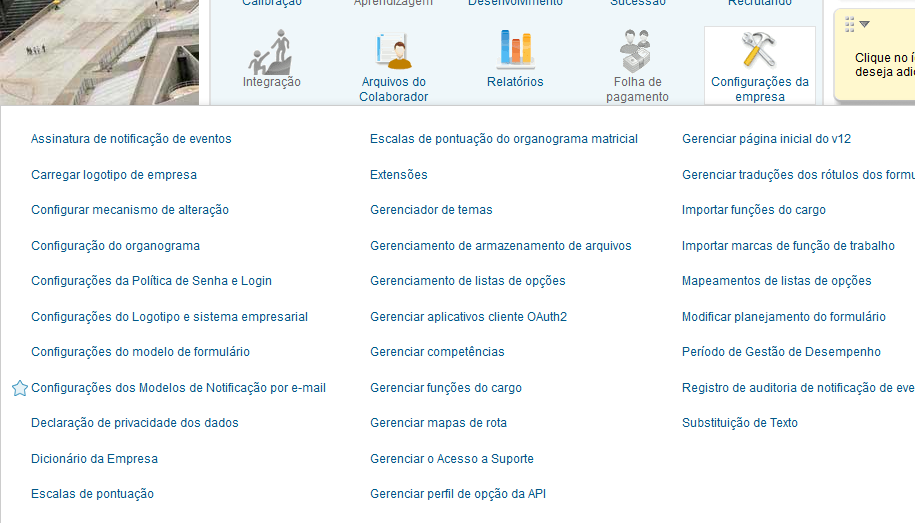 Calibração
Aprendizagem
Desenvolvimento
Sucessão
Recrutando
Integração
Arquivos do
Colaborador
Relatórios
Folha de
pagamento
Configurações da
empresa
Clique no í
deseja adi
Assinatura de notificação de eventos
Carregar logotipo de empresa
Configurar mecanismo de alteração
Configuração do organograma
Configurações da Política de Senha e Login
Configurações do Logotipo e sistema empresarial
Configurações do modelo de formulário
Configurações dos Modelos de Notificação por e-mail
Declaração de privacidade dos dados
Dicionário da Empresa
Escalas de pontuação
Escalas de pontuação do organograma matricial
Extensões
Gerenciador de temas
Gerenciamento de armazenamento de arquivos
Gerenciamento de listas de opções
Gerenciar aplicativos cliente OAuth2
Gerenciar competências
Gerenciar funções do cargo
Gerenciar mapas de rota
Gerenciar o Acesso a Suporte
Gerenciar perfil de opção da API
Gerenciar página inicial do v12
Gerenciar traduções dos rótulos dos formu
Importar funções do cargo
Importar marcas de função de trabalho
Mapeamentos de listas de opções
Modificar planejamento do formulário
Período de Gestão de Desempenho
Registro de auditoria de notificação de eve
Substituição de Texto